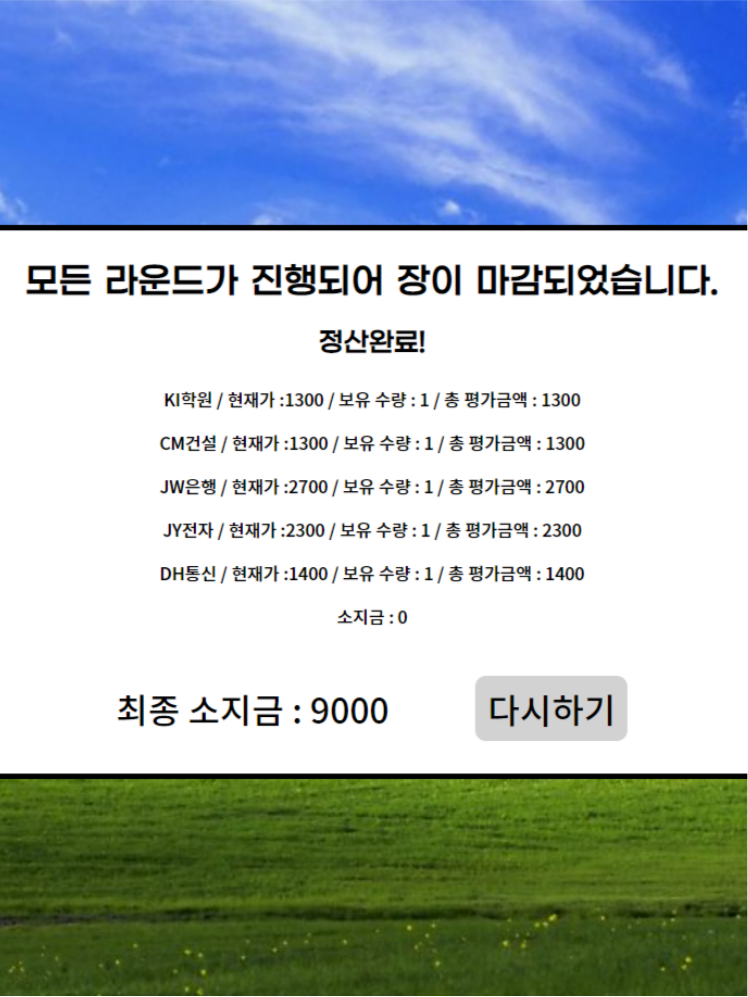 모든 라운드가 진행되어 장이 마감되었습니다.
정산완료!
KI학원 / 현재가 :1300 / 보유 수량 : 1 / 총 평가금액 : 1300
CM건설 / 현재가 :1300 / 보유 수량 : 1 / 총 평가금액 : 1300
JW은행 / 현재가 :2700 / 보유 수량 : 1 / 총 평가금액 : 2700
JY전자 / 현재가 :2300 / 보유 수량 : 1 / 총 평가금액 : 2300
DH통신 / 현재가 :1400 / 보유 수량 : 1 / 총 평가금액 : 1400
소지금 : 0
최종 소지금 : 9000 다시하기